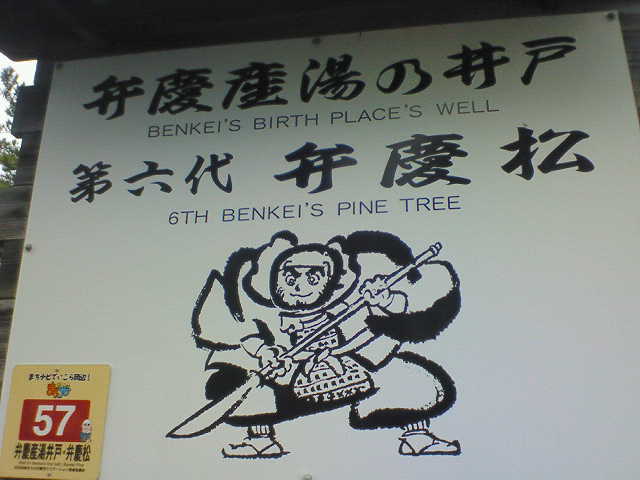 弁慶産湯の井戸
BENKEI'S BIRTH PLACE'S WELL
第六代 弁慶松
6TH BENKEI'S PINE TREE
57
弁慶産湯井戸・弁慶松